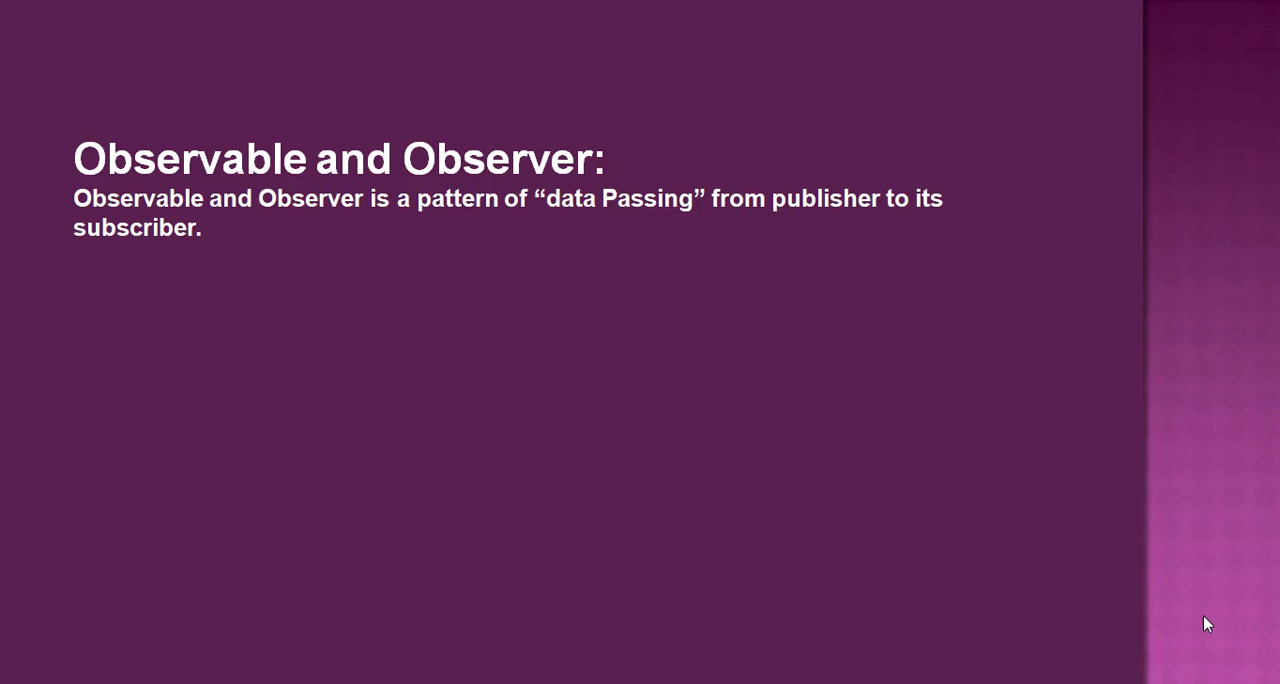 Observable and Observer:
Observable and Observer is a pattern of “data Passing” from publisher to its
subscriber.